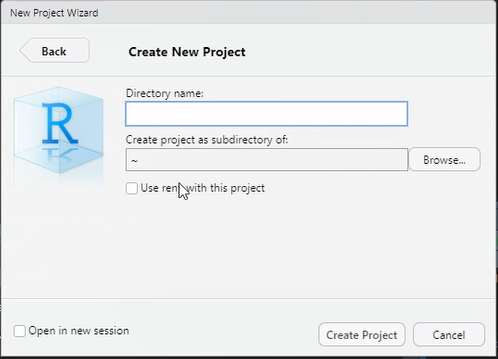 New Project Wizard
Back
Create New Project
R
Directory name:
Create project as subdirectory of:
~
Browse...
Use with this project
Open in new session
Create Project
Cancel